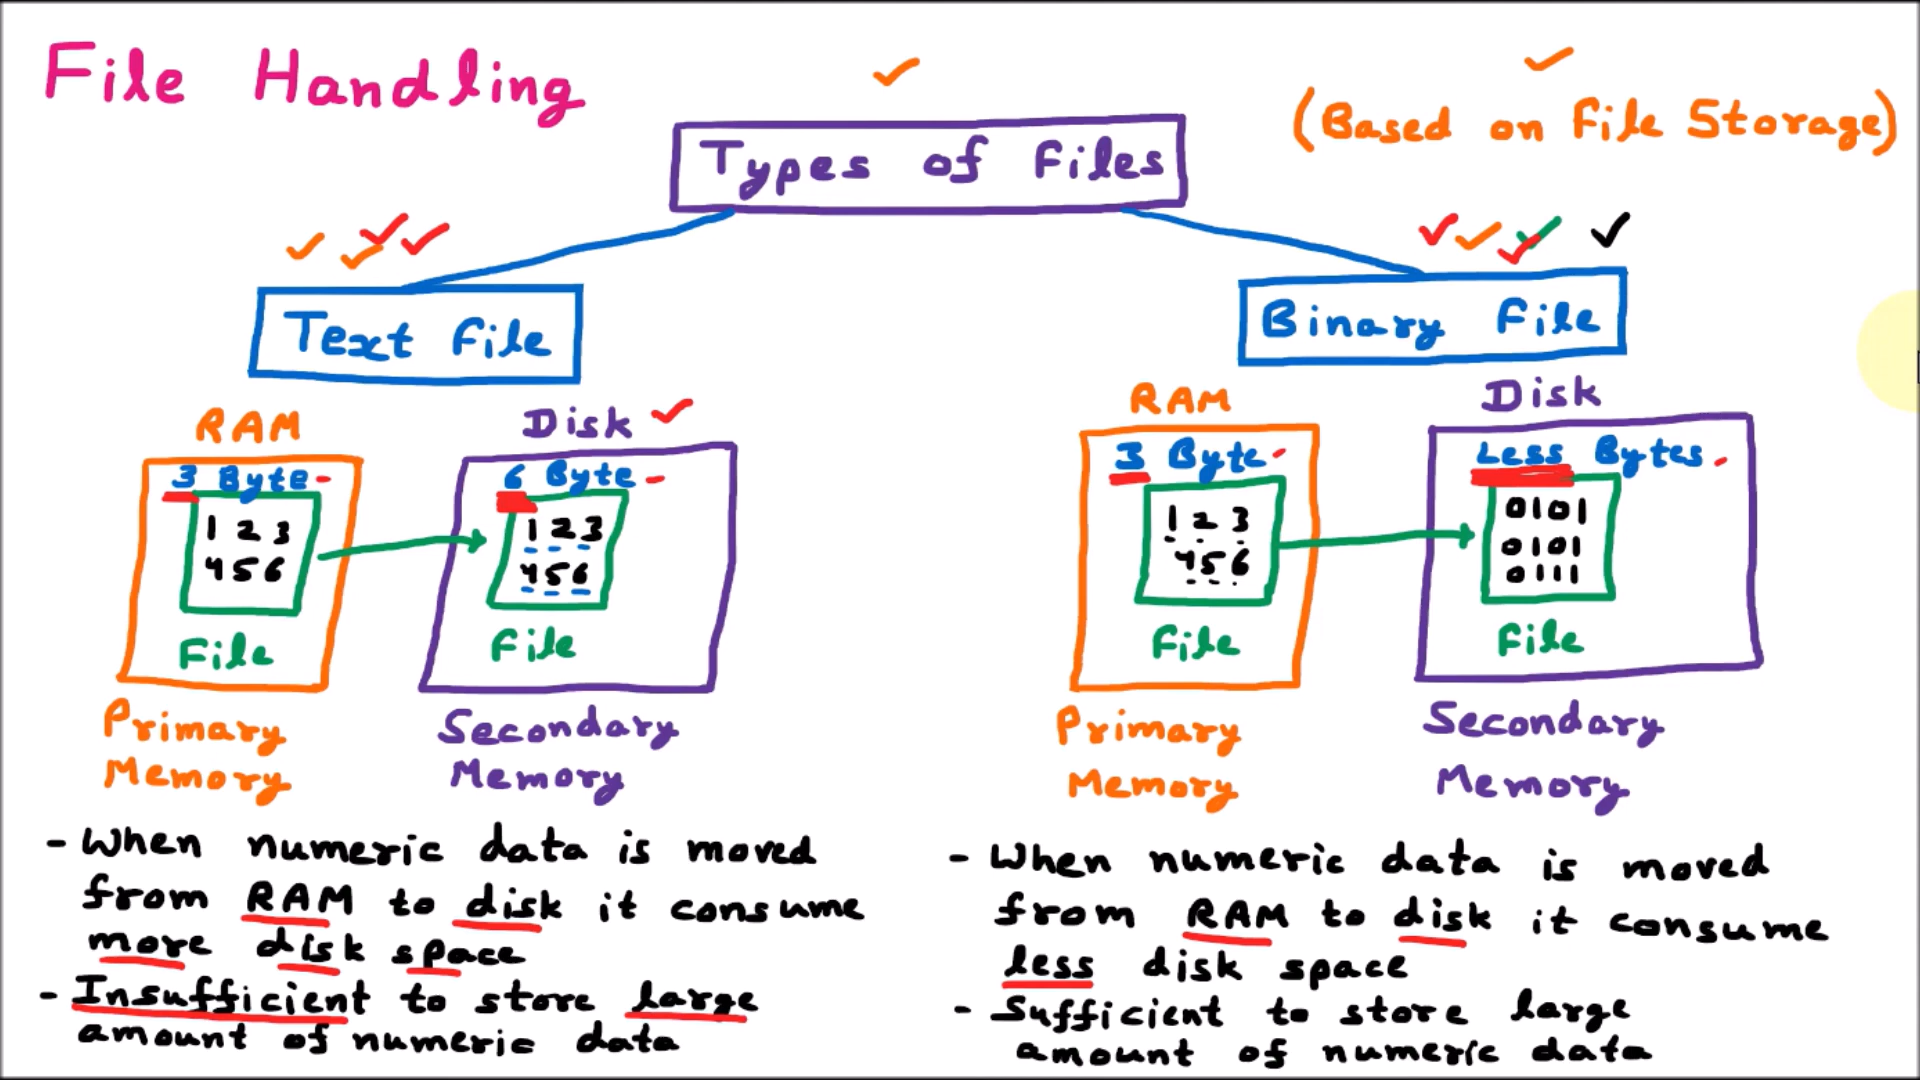 File Handling
(Based on File Storage)
Types of Files
Text File
Binary File
RAM
Disk
3 Byte
6 Byte
1 2 3
4 5 6
1 2 3
4 5 6
File
File
Primary
Memory
Secondary
Memory
- When numeric data is moved
from RAM to disk it consume
more disk space
- Insufficient to store large
amount of numeric data
RAM
Disk
3 Byte
Less Bytes
1 2 3
4 5 6
0101
0101
0111
File
File
Primary
Memory
Secondary
Memory
- When numeric data is moved
from RAM to disk it consume
less disk space
- Sufficient to store large
amount of numeric data